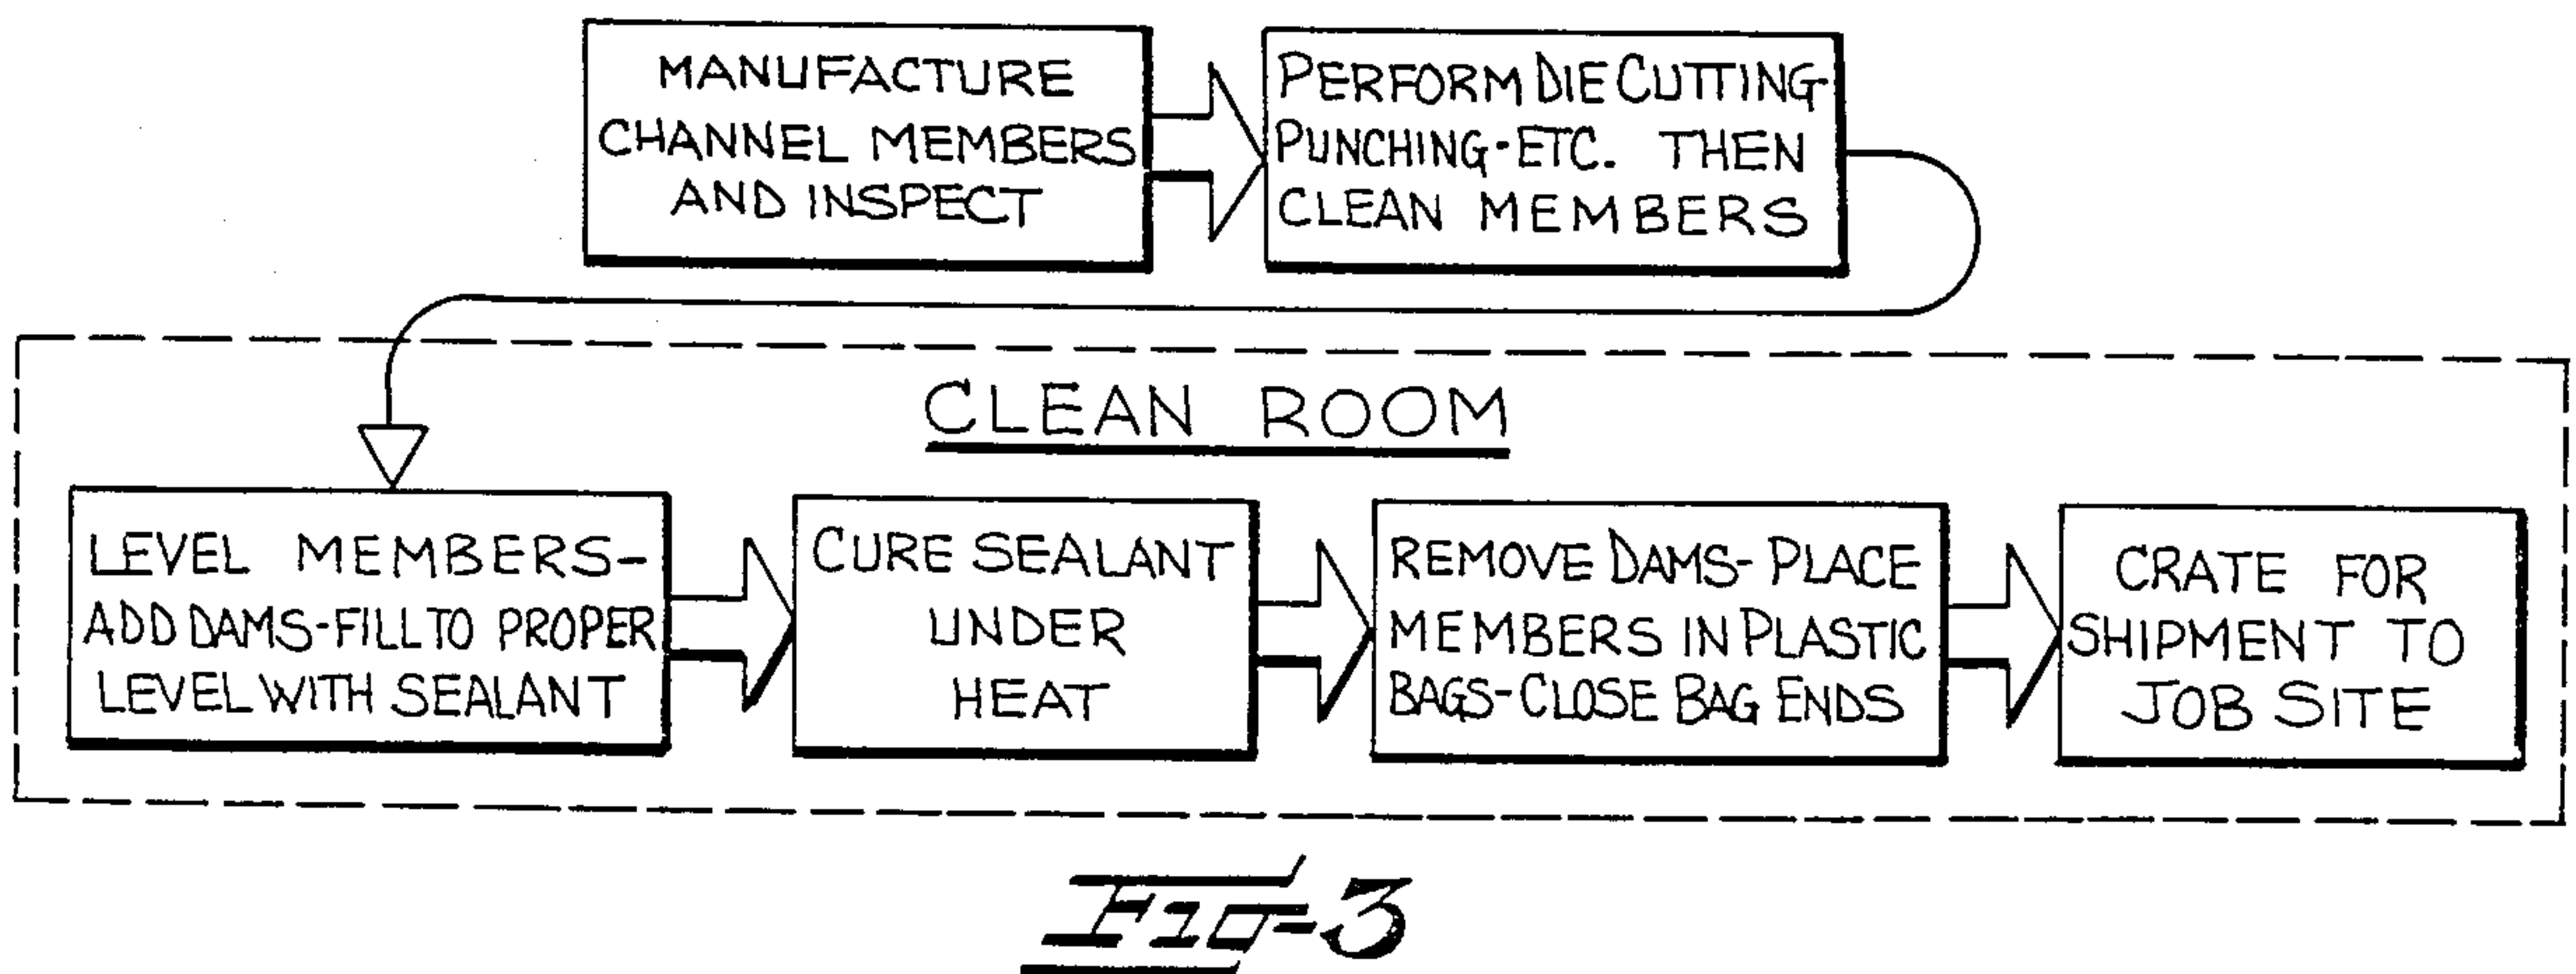 MANUFACTURE
CHANNEL MEMBERS
AND INSPECT
PERFORM DIE CUTTING-
PUNCHING-ETC. THEN
CLEAN MEMBERS
CLEAN ROOM
LEVEL MEMBERS-
ADD DAMS-FILL TO PROPER
LEVEL WITH SEALANT
CURE SEALANT
UNDER
HEAT
REMOVE DAMS-PLACE
MEMBERS IN PLASTIC
BAGS-CLOSE BAG ENDS
CRATE FOR
SHIPMENT TO
JOB SITE
FIG-3